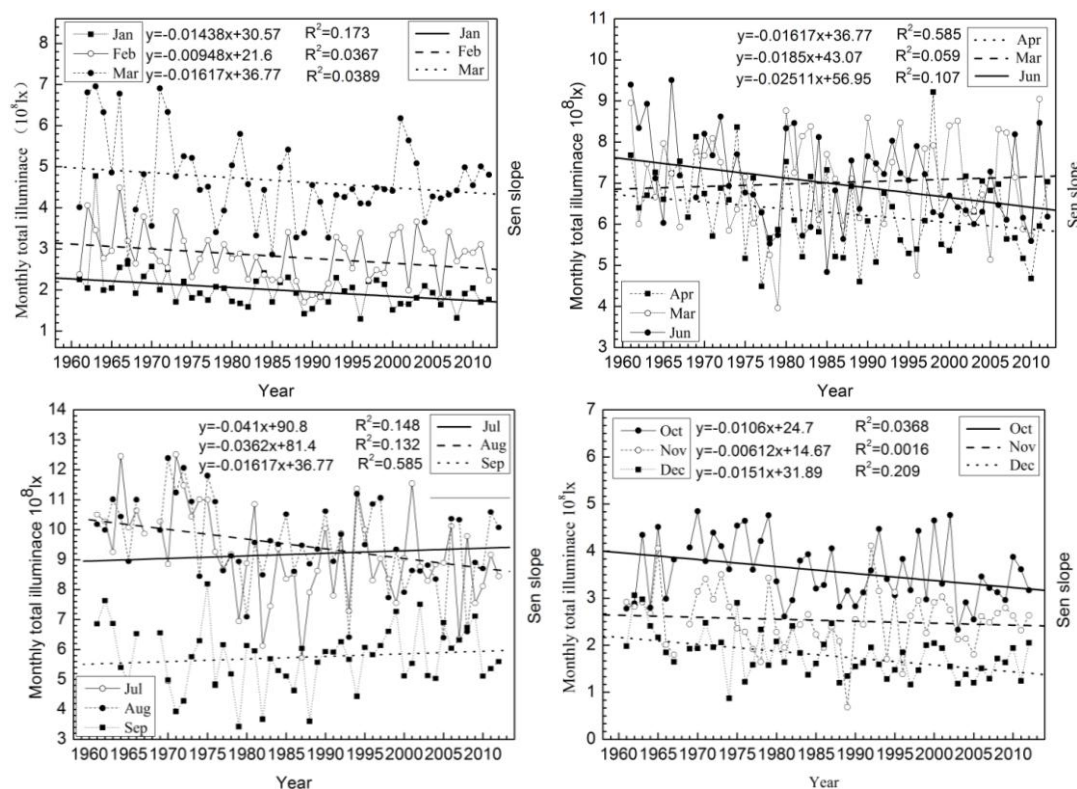 Jan y=-0.01438x+30.57 R²=0.173 Jan
Feb y=-0.00948x+21.6 R²=0.0367 Feb
Mar y=-0.01617x+36.77 R²=0.0389 Mar
8
7
6
5
4
3
2
1
Monthly total illuminace （10⁸lx）
Sen slope
1960 1965 1970 1975 1980 1985 1990 1995 2000 2005 2010
Year
y=-0.01617x+36.77 R²=0.585 Apr
y=-0.0185x+43.07 R²=0.059 Mar
y=-0.02511x+56.95 R²=0.107 Jun
11
10
9
8
7
6
5
4
3
Monthly total illuminace 10⁸lx)
Sen slope
Apr
Mar
Jun
1960 1965 1970 1975 1980 1985 1990 1995 2000 2005 2010
Year
y=-0.041x+90.8 R²=0.148 Jul
y=-0.0362x+81.4 R²=0.132 Aug
y=-0.01617x+36.77 R²=0.585 Sep
14
13
12
11
10
9
8
7
6
5
4
3
Monthly total illuminace 10⁸lx
Sen slope
Jul
Aug
Sep
1960 1965 1970 1975 1980 1985 1990 1995 2000 2005 2010
Year
Oct y=-0.0106x+24.7 R²=0.0368 Oct
Nov y=-0.00612x+14.67 R²=0.0016 Nov
Dec y=-0.0151x+31.89 R²=0.209 Dec
7
6
5
4
3
2
1
0
Monthly total illuminace 10⁸lx
Sen slope
1960 1965 1970 1975 1980 1985 1990 1995 2000 2005 2010
Year